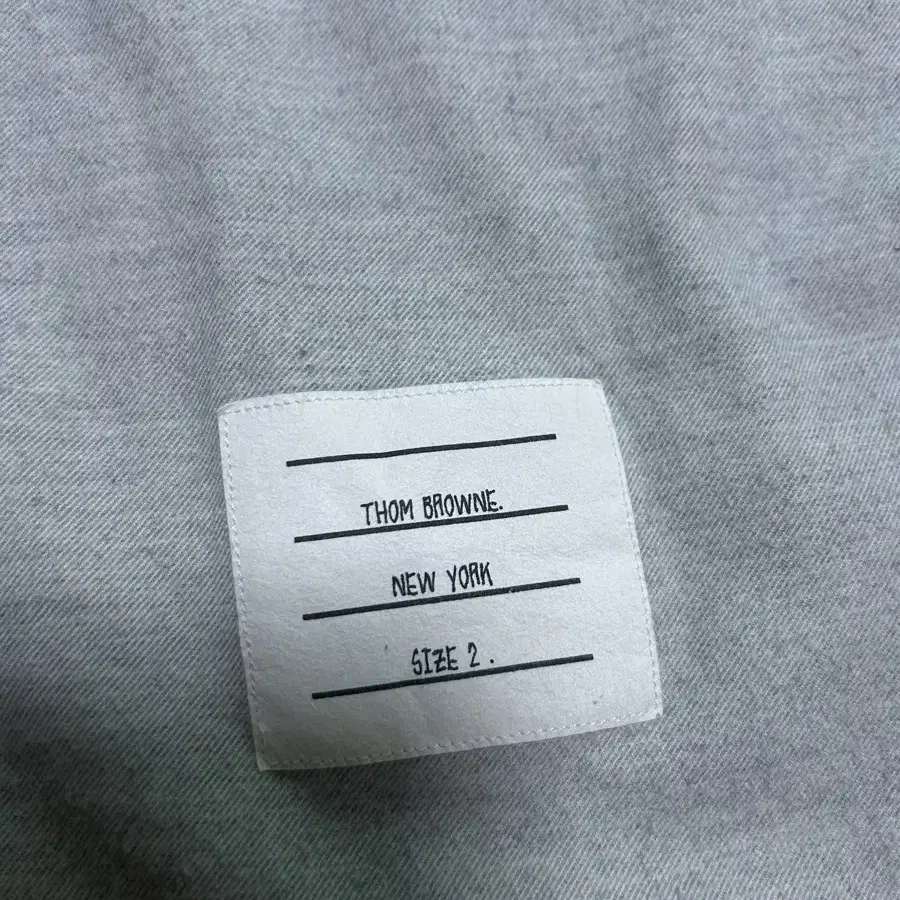 THOM BROWNE.
NEW YORK
SIZE 2.